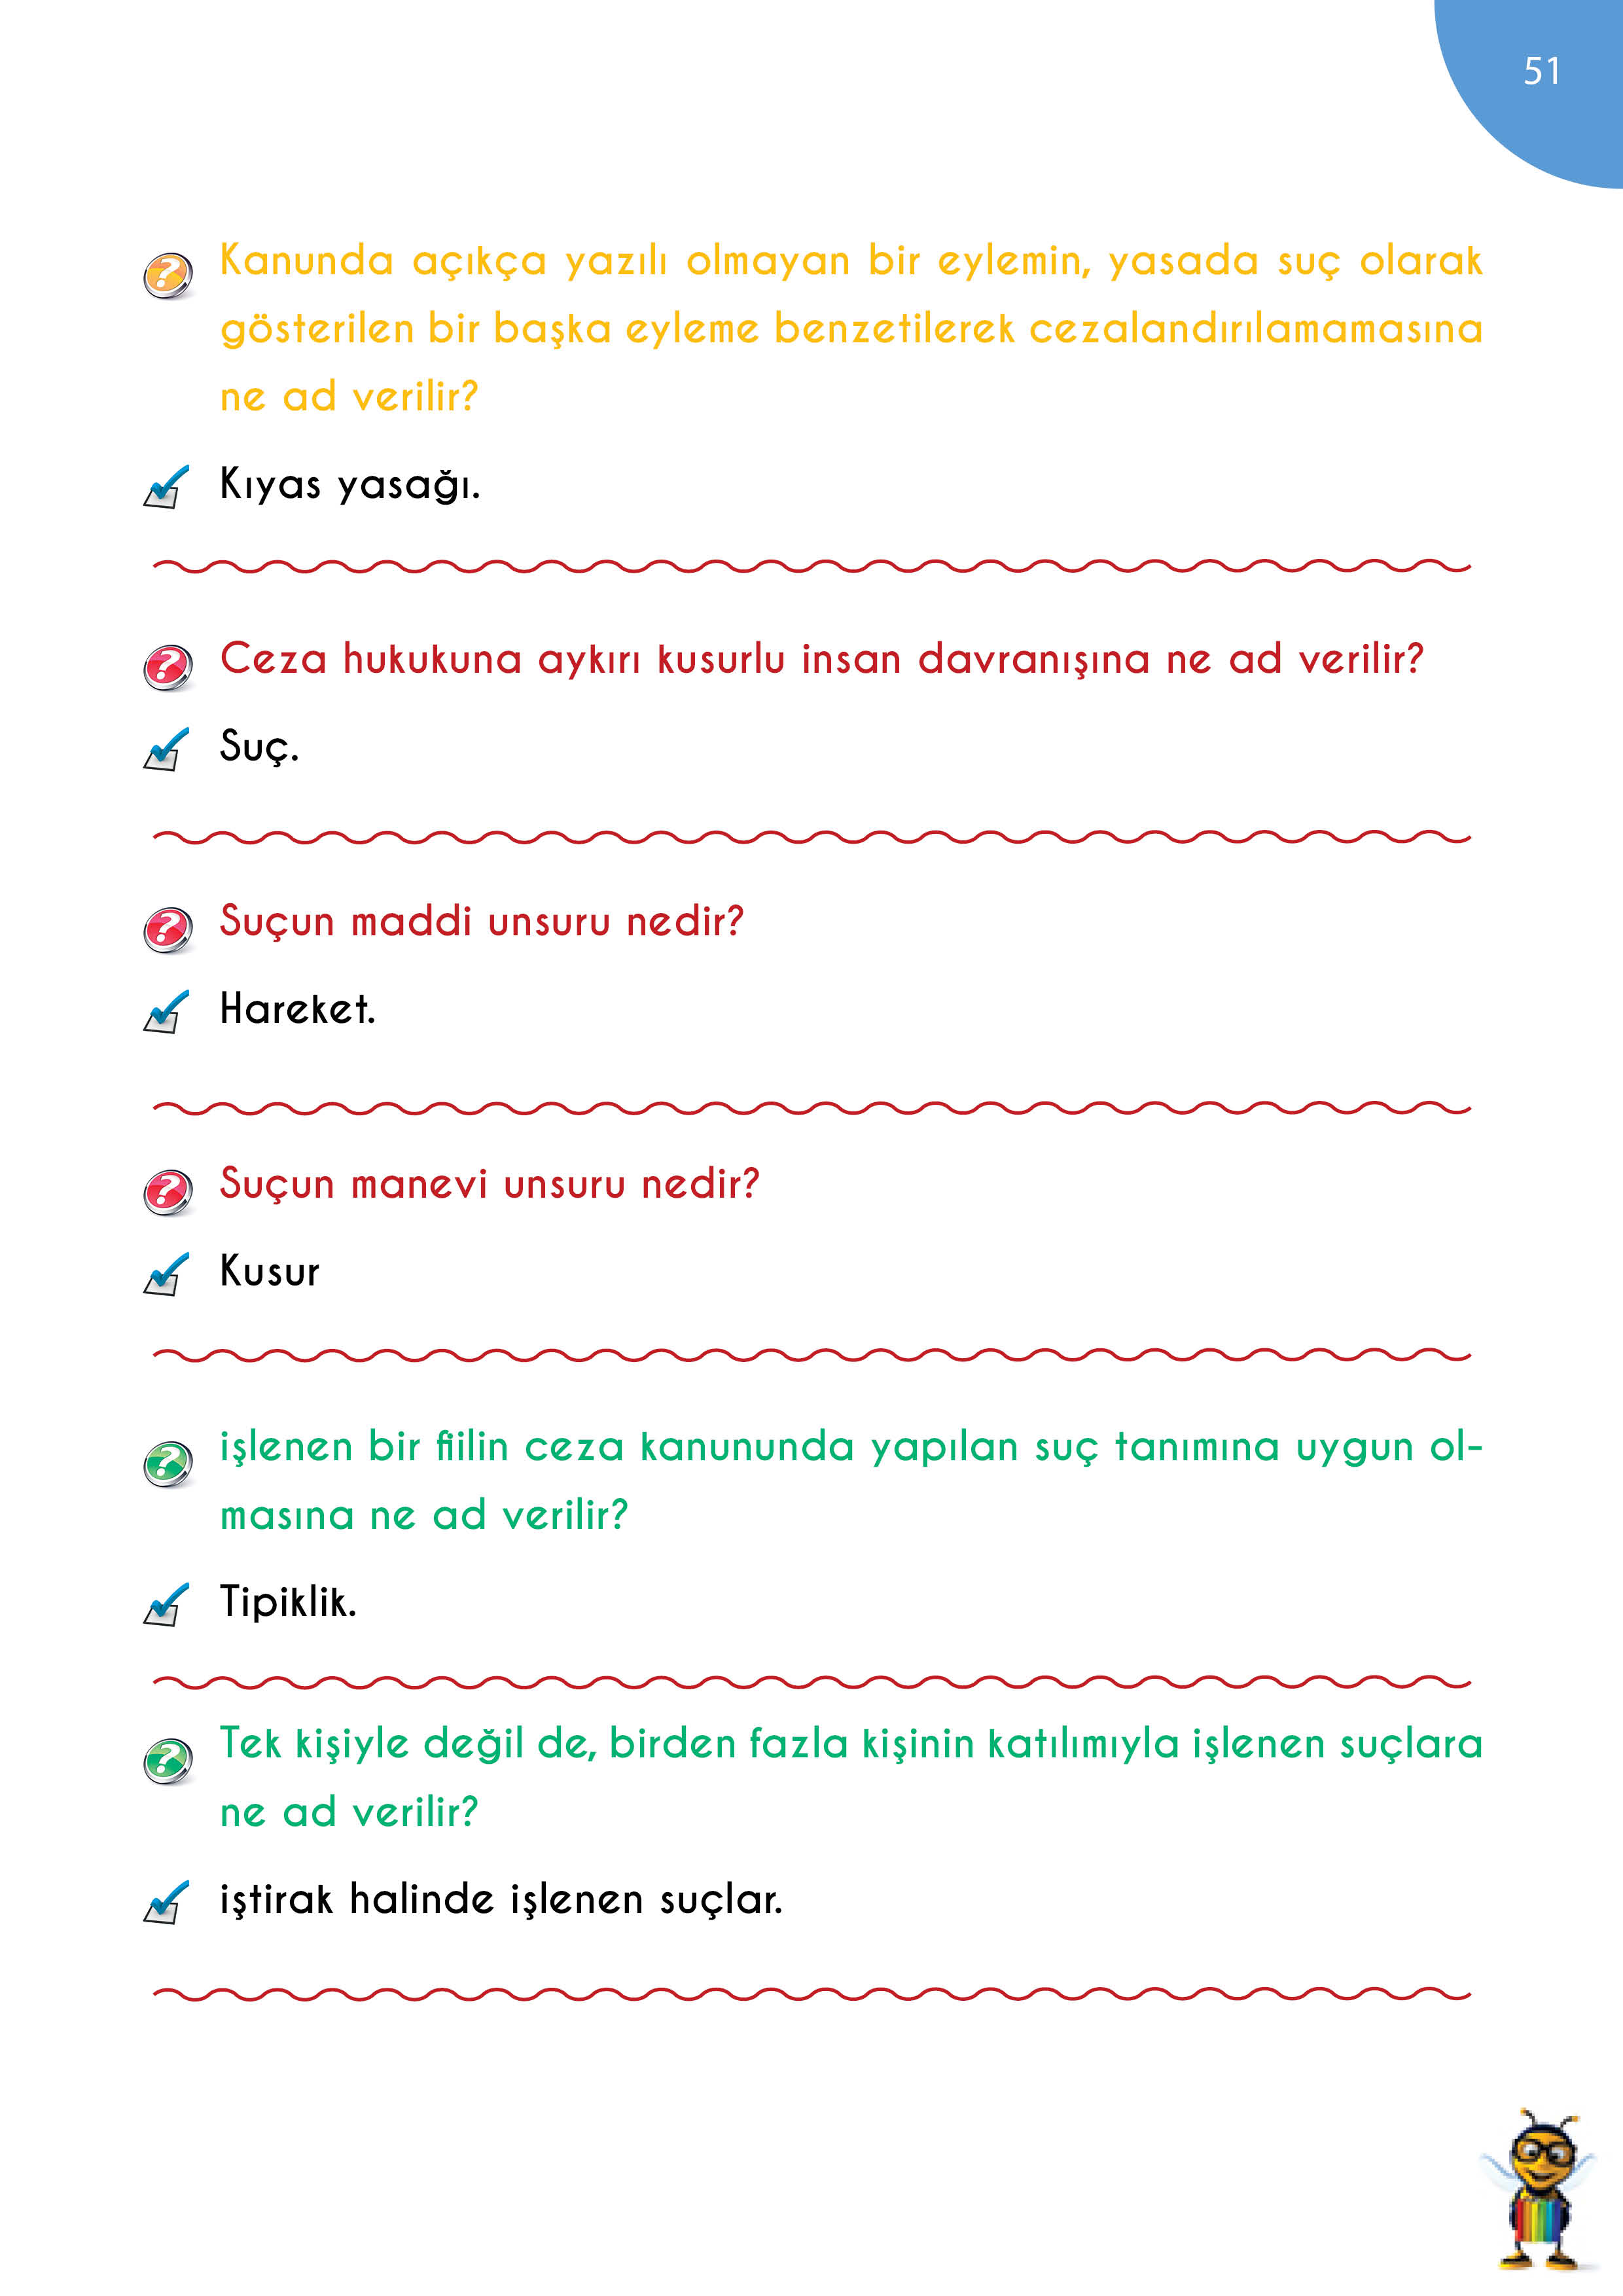 51
Kanunda açıkça yazılı olmayan bir eylemin, yasada suç olarak
gösterilen bir başka eyleme benzetilerek cezalandırılamamasına
ne ad verilir?
Kıyas yasağı.
Ceza hukukuna aykırı kusurlu insan davranışına ne ad verilir?
Suç.
Suçun maddi unsuru nedir?
Hareket.
Suçun manevi unsuru nedir?
Kusur
işlenen bir fiilin ceza kanununda yapılan suç tanımına uygun ol-
masına ne ad verilir?
Tipiklik.
Tek kişiyle değil de, birden fazla kişinin katılımıyla işlenen suçlara
ne ad verilir?
iştirak halinde işlenen suçlar.